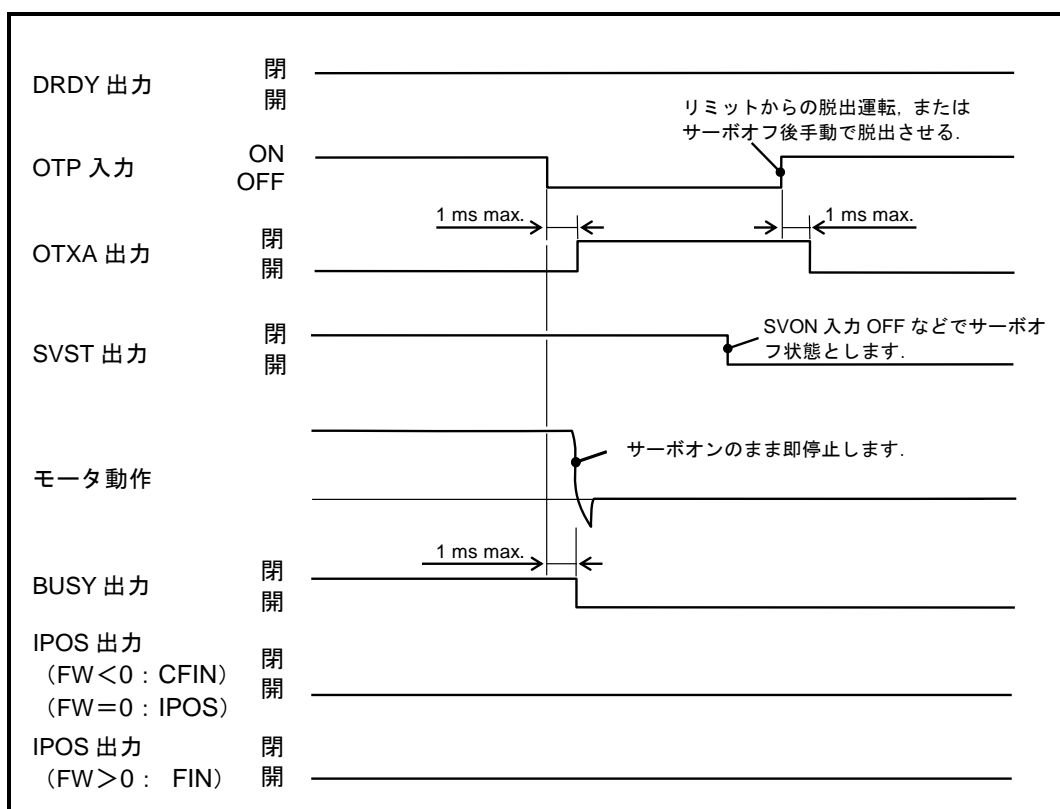 DRDY 出力
閉
開
リミットからの脱出運転, または
サーボオフ後手動で脱出させる.
OTP 入力
ON
OFF
1 ms max.
1 ms max.
OTXA 出力
閉
開
SVST 出力
閉
開
SVON 入力 OFF などでサーボオ
フ状態とします.
モータ動作
サーボオンのまま即停止します.
1 ms max.
BUSY 出力
閉
開
IPOS 出力
(FW<0:CFIN)
(FW=0:IPOS)
閉
開
IPOS 出力
(FW>0: FIN)
閉
開